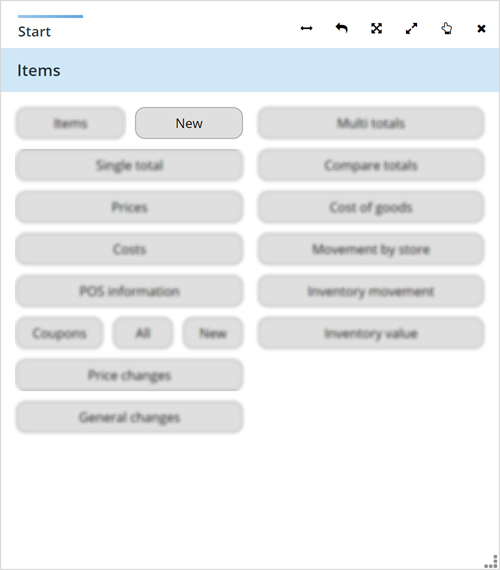 Start
Items
Items
New
Multi totals
Single total
Compare totals
Prices
Cost of goods
Costs
Movement by store
POS information
Inventory movement
Coupons
All
New
Inventory value
Price changes
General changes